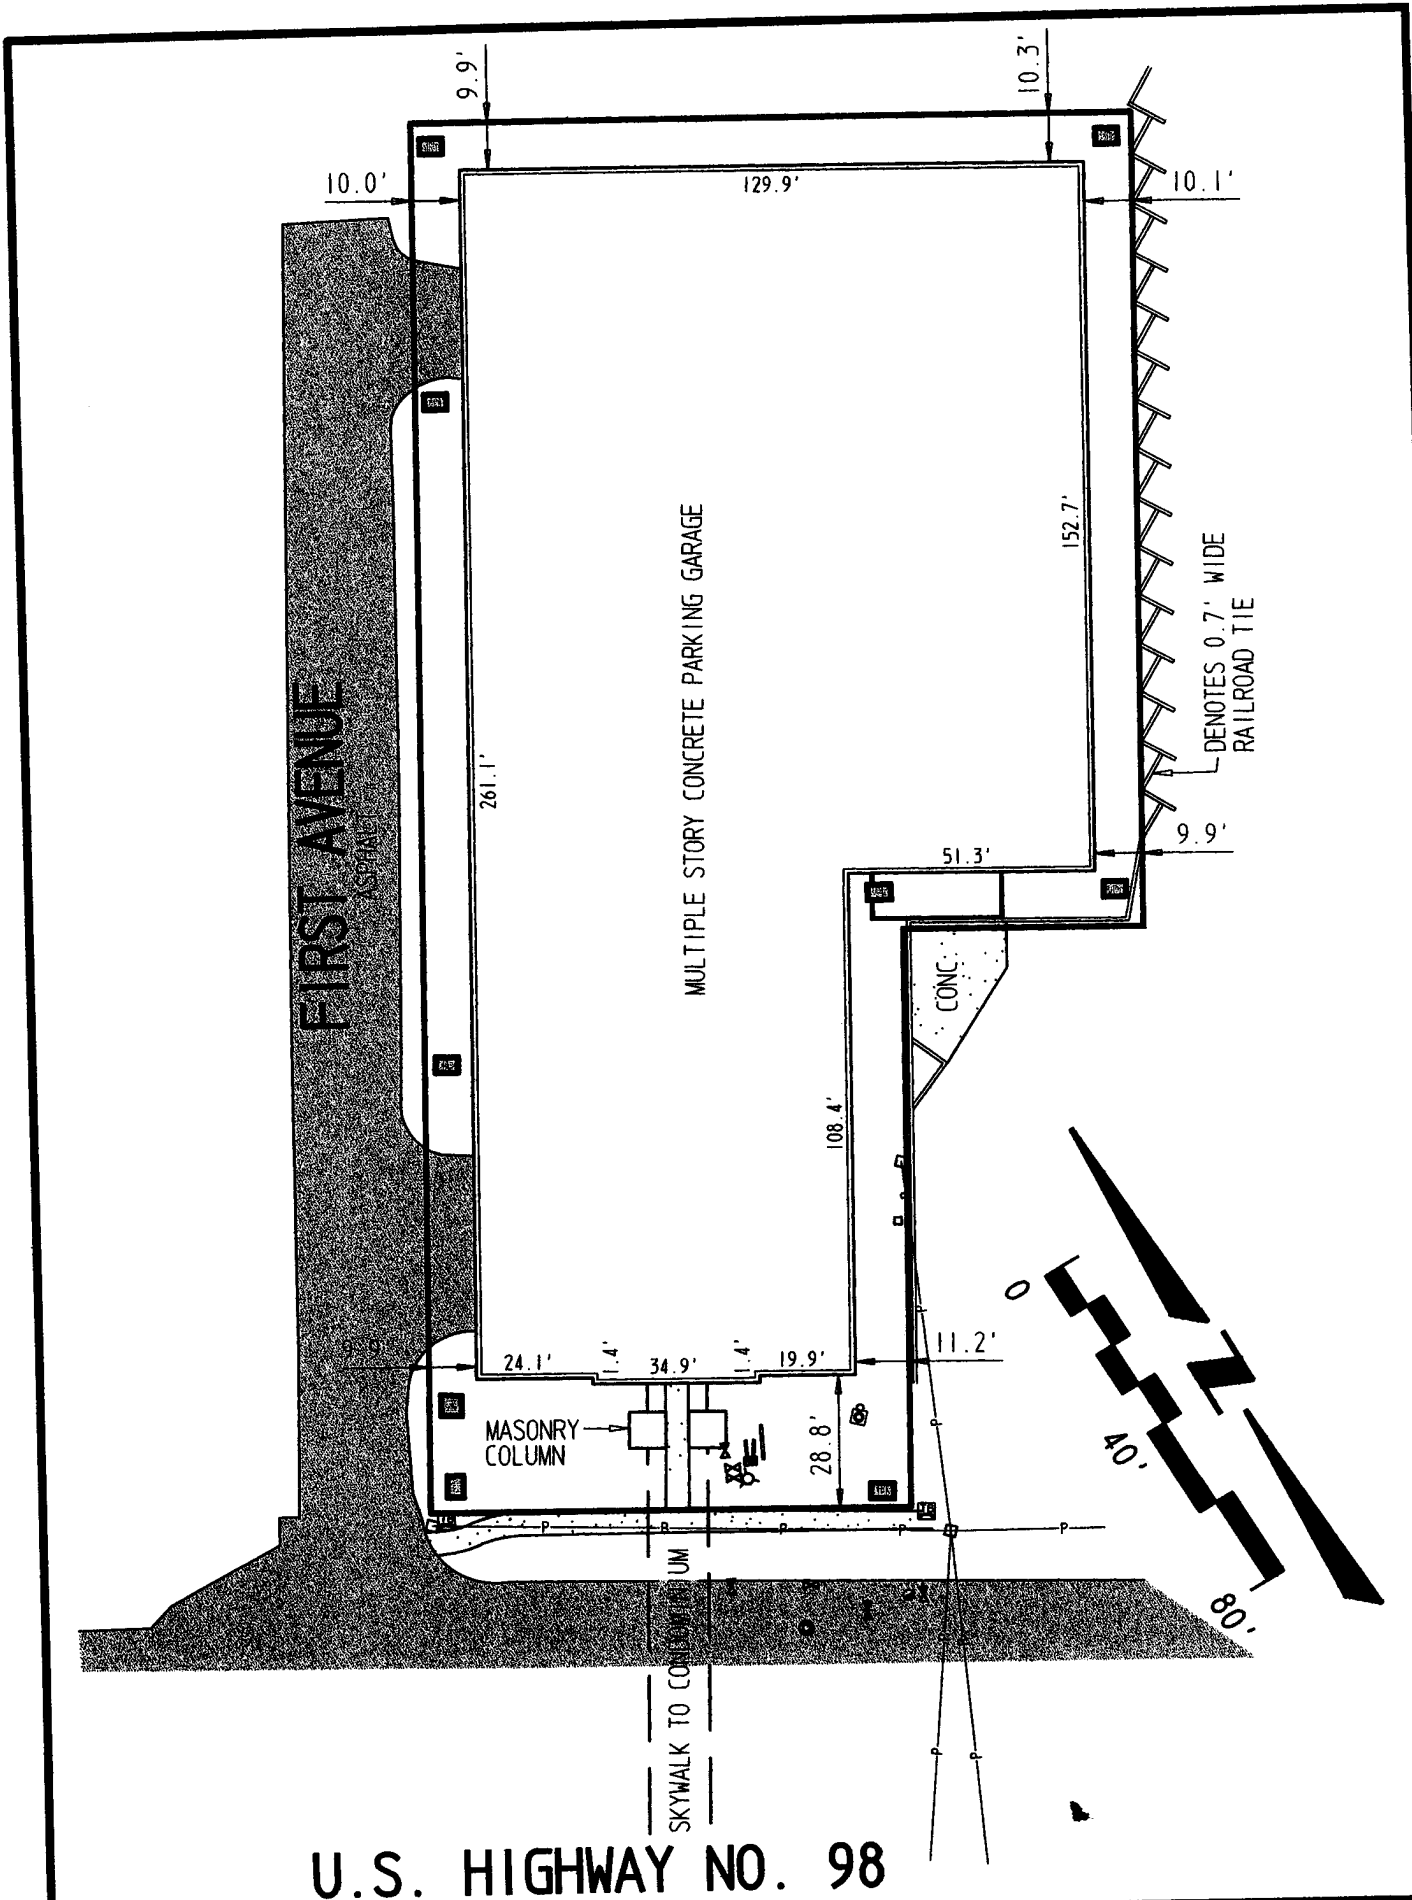 9.9'
10.3'
10.0'
129.9'
10.1'
152.7'
MULTIPLE STORY CONCRETE PARKING GARAGE
DENOTES 0.7' WIDE
RAILROAD TIE
FIRST AVENUE
ASPHALT
261.1'
51.3'
9.9'
CONC.
108.4'
0
40'
80'
N
9.9'
24.1'
1.4'
34.9'
1.4'
19.9'
11.2'
MASONRY
COLUMN
28.8'
P
P
P
P
P
P
P
P
P
SKYWALK TO CONDOMINIUM
U.S. HIGHWAY NO. 98